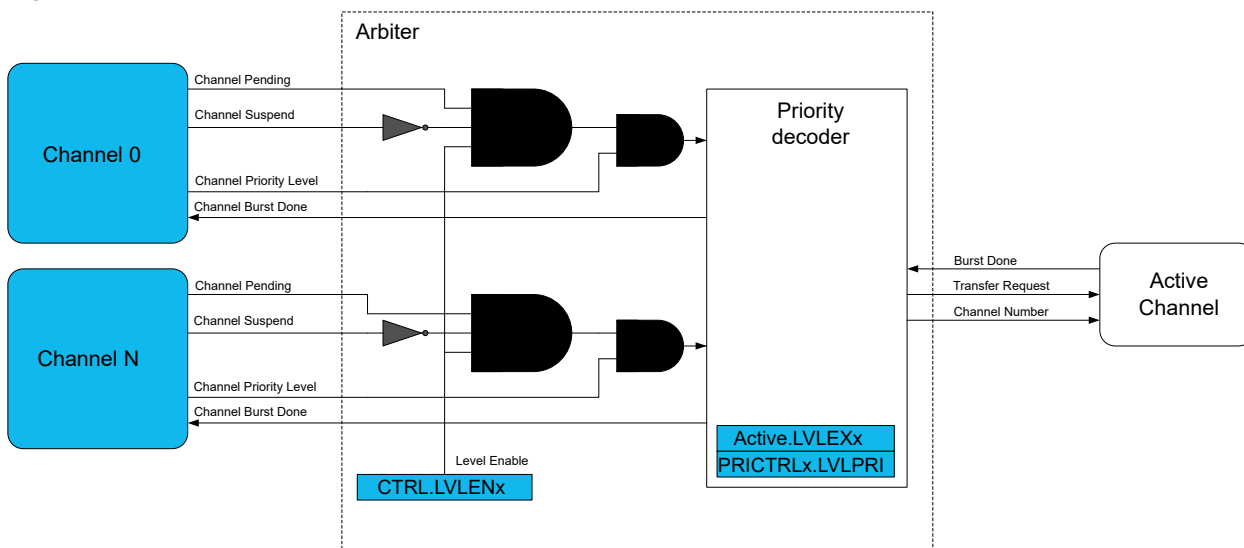 Arbiter
Channel Pending
Channel Suspend
Channel 0
Channel Priority Level
Channel Burst Done
Priority
decoder
Burst Done
Transfer Request
Channel Number
Active
Channel
Channel Pending
Channel Suspend
Channel N
Channel Priority Level
Channel Burst Done
Level Enable
CTRL.LVLENx
Active.LVLEXx
PRICTRLx.LVLPRI